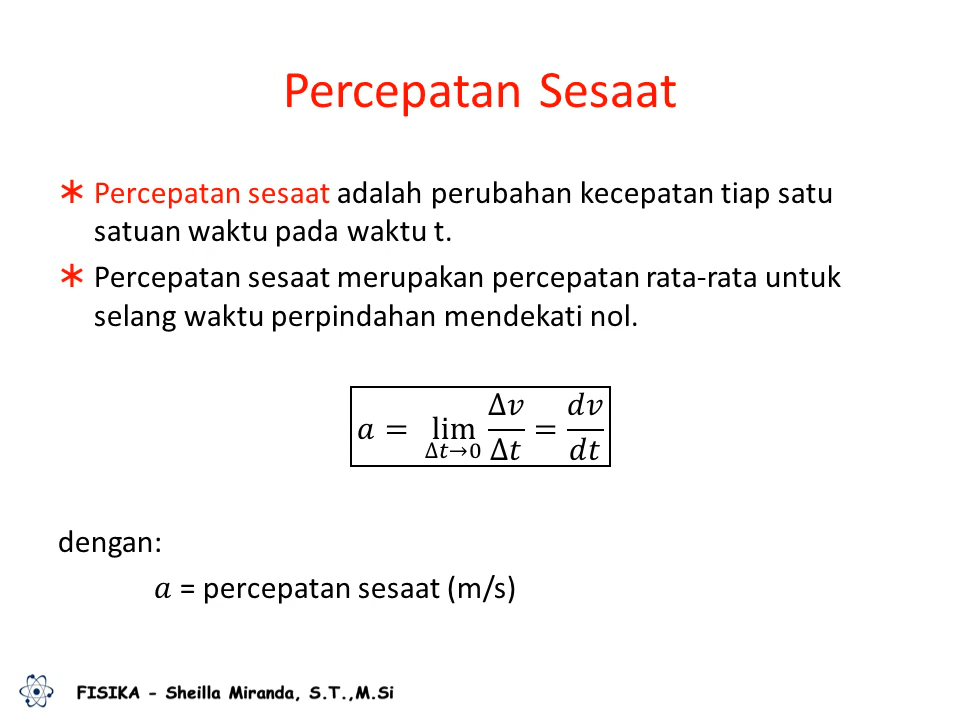 Percepatan Sesaat
* Percepatan sesaat adalah perubahan kecepatan tiap satu
satuan waktu pada waktu t.
* Percepatan sesaat merupakan percepatan rata-rata untuk
selang waktu perpindahan mendekati nol.
𝑎 = lim Δ𝑡→0 Δ𝑣/Δ𝑡 = 𝑑𝑣/𝑑𝑡
dengan:
𝑎 = percepatan sesaat (m/s)
FISIKA - Sheilla Miranda, S.T.,M.Si